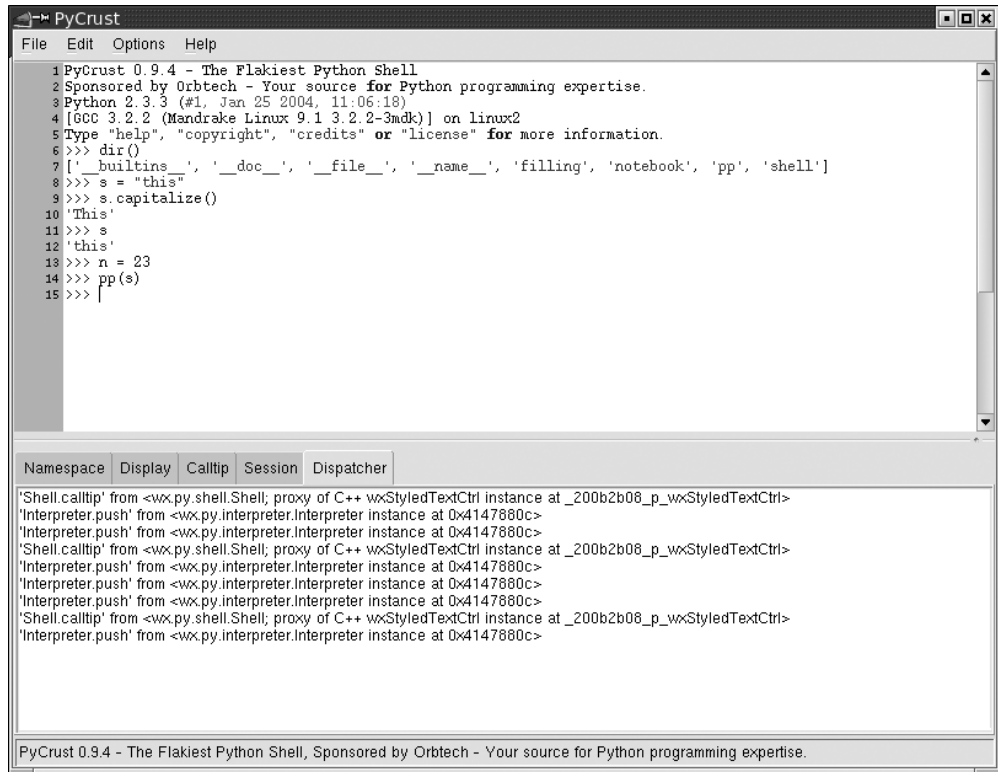 PyCrust
File Edit Options Help
1 PyCrust 0.9.4 - The Flakiest Python Shell
2 Sponsored by Orbtech - Your source for Python programming expertise.
3 Python 2.3.3 (#1, Jan 25 2004, 11:06:18)
4 [GCC 3.2.2 (Mandrake Linux 9.1 3.2.2-3mdk)] on linux2
5 Type "help", "copyright", "credits" or "license" for more information.
6 >>> dir()
7 ['__builtins__', '__doc__', '__file__', '__name__', 'filling', 'notebook', 'pp', 'shell']
8 >>> s = "this"
9 >>> s.capitalize()
10 'This'
11 >>> s
12 'this'
13 >>> n = 23
14 >>> pp(s)
15 >>>
Namespace Display Calltip Session Dispatcher
'Shell.calltip' from <wx.py.shell.Shell; proxy of C++ wxStyledTextCtrl instance at _200b2b08_p_wxStyledTextCtrl>
'Interpreter.push' from <wx.py.interpreter.Interpreter instance at 0x4147880c>
'Interpreter.push' from <wx.py.interpreter.Interpreter instance at 0x4147880c>
'Shell.calltip' from <wx.py.shell.Shell; proxy of C++ wxStyledTextCtrl instance at _200b2b08_p_wxStyledTextCtrl>
'Interpreter.push' from <wx.py.interpreter.Interpreter instance at 0x4147880c>
'Interpreter.push' from <wx.py.interpreter.Interpreter instance at 0x4147880c>
'Interpreter.push' from <wx.py.interpreter.Interpreter instance at 0x4147880c>
'Shell.calltip' from <wx.py.shell.Shell; proxy of C++ wxStyledTextCtrl instance at _200b2b08_p_wxStyledTextCtrl>
'Interpreter.push' from <wx.py.interpreter.Interpreter instance at 0x4147880c>
PyCrust 0.9.4 - The Flakiest Python Shell, Sponsored by Orbtech - Your source for Python programming expertise.